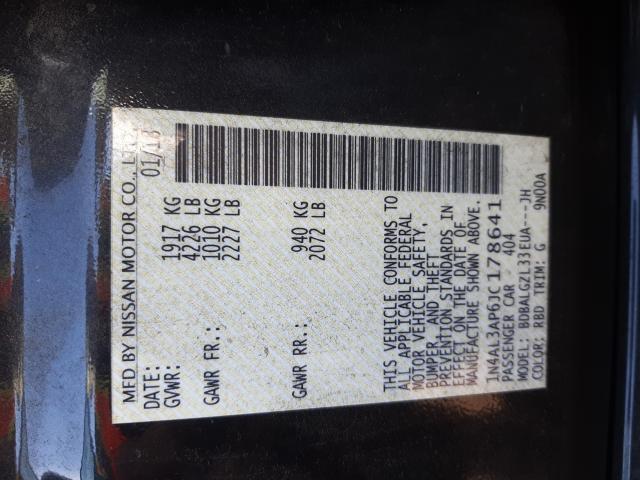 MFD BY NISSAN MOTOR CO., LTD
DATE: 01/18
GVWR: 1917 KG
4226 LB
GAWR FR.: 1010 KG
2227 LB
GAWR RR.: 940 KG
2072 LB
THIS VEHICLE CONFORMS TO
ALL APPLICABLE FEDERAL
MOTOR VEHICLE SAFETY,
BUMPER, AND THEFT
PREVENTION STANDARDS IN
EFFECT ON THE DATE OF
MANUFACTURE SHOWN ABOVE.
1N4AL3AP6JC178641
PASSENGER CAR 404
MODEL: BDBALGZL33EUA---JH
COLOR: RBD TRIM: G 9N00A